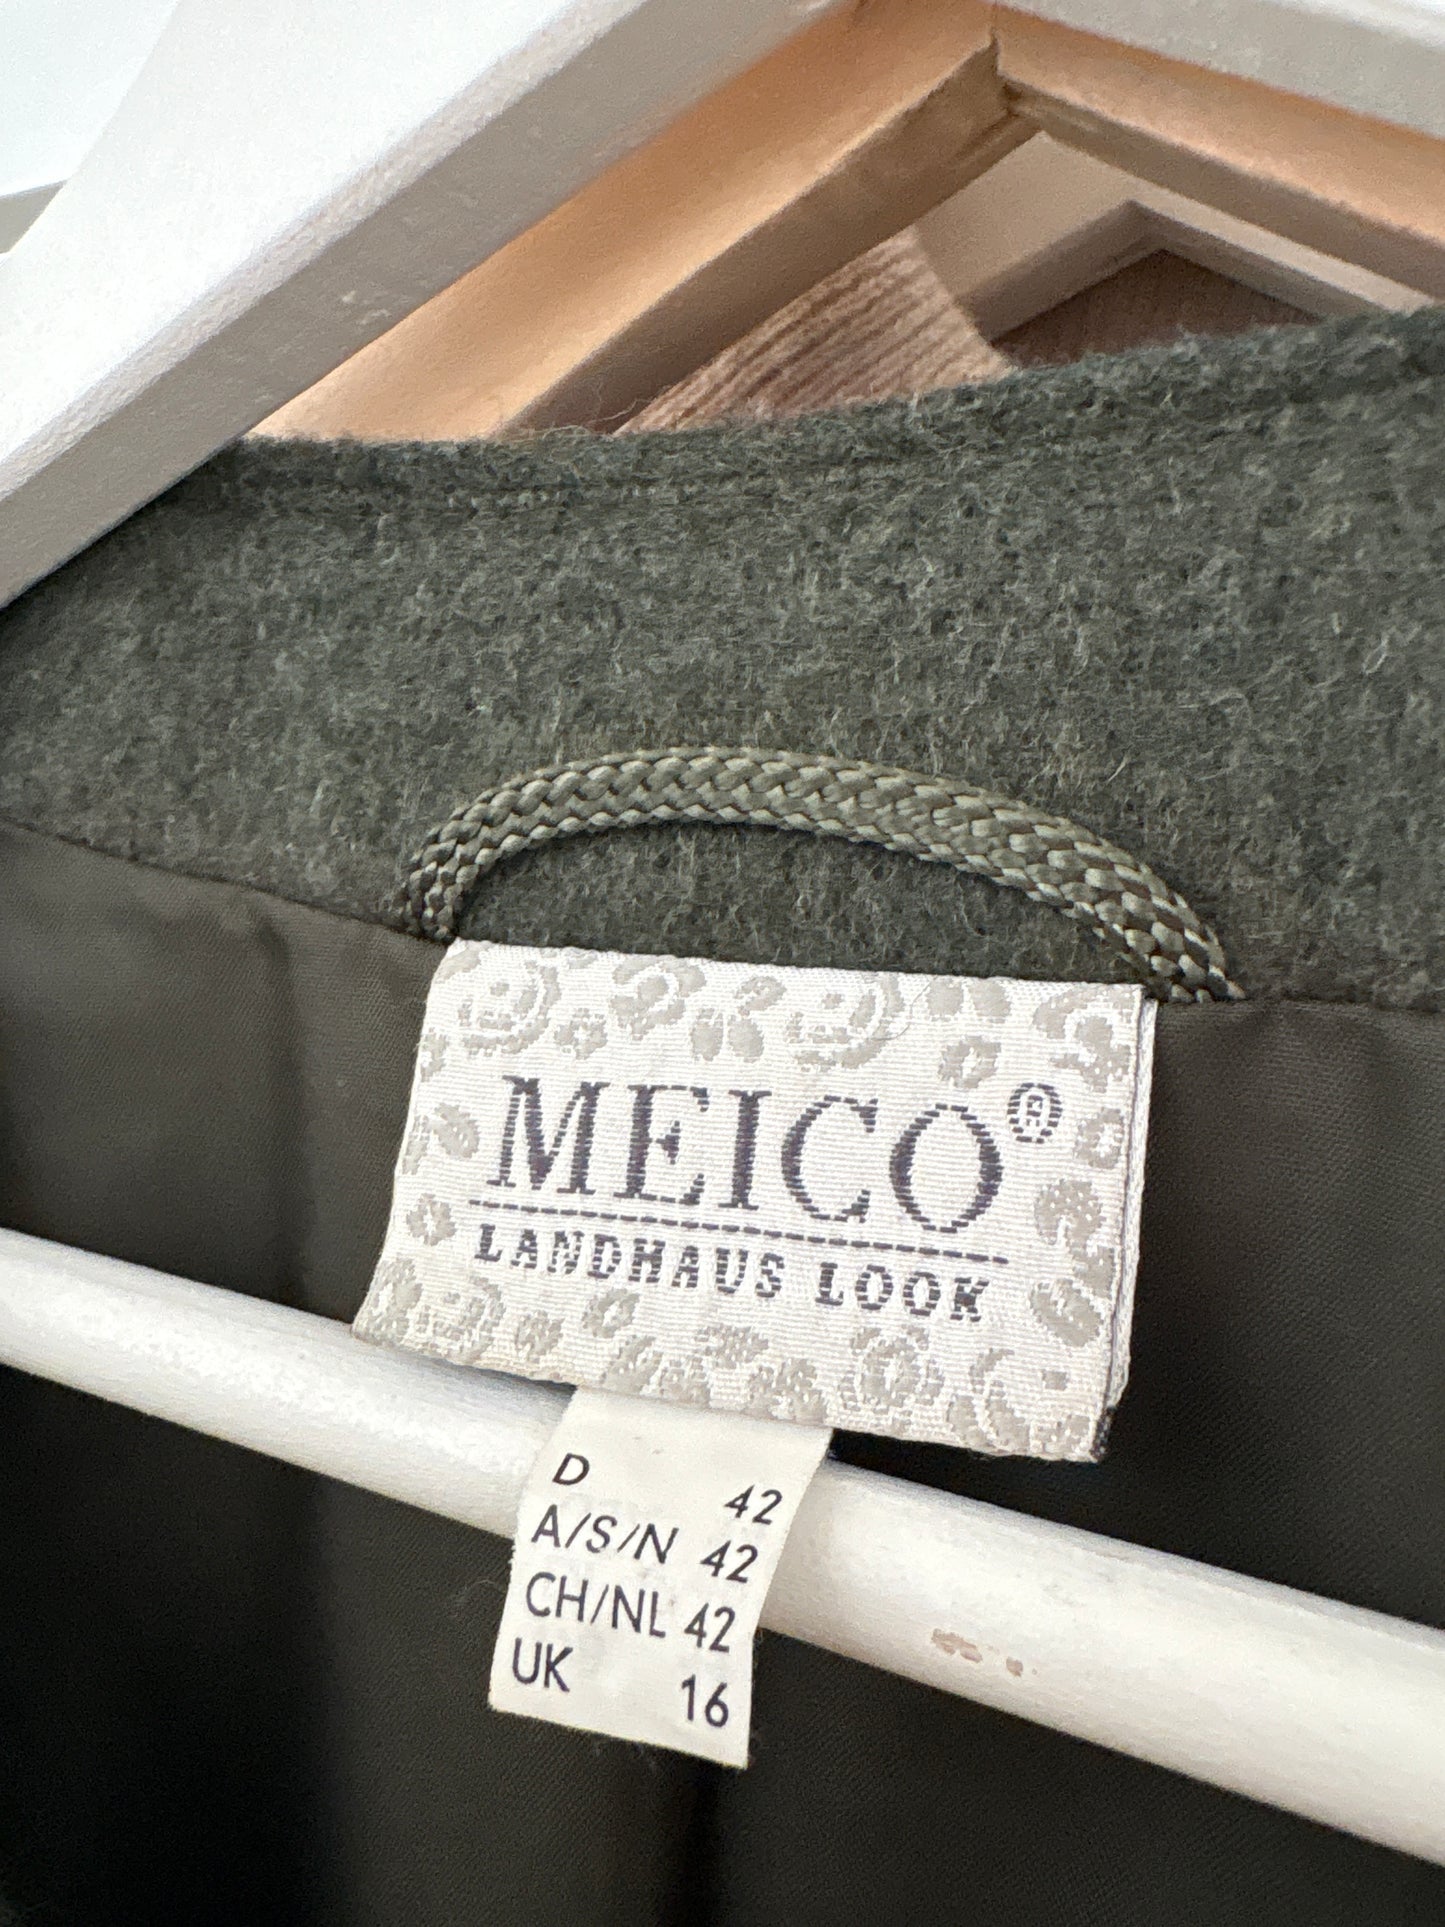 MEICO®
LANDHAUS LOOK
D 42
A/S/N 42
CH/NL 42
UK 16